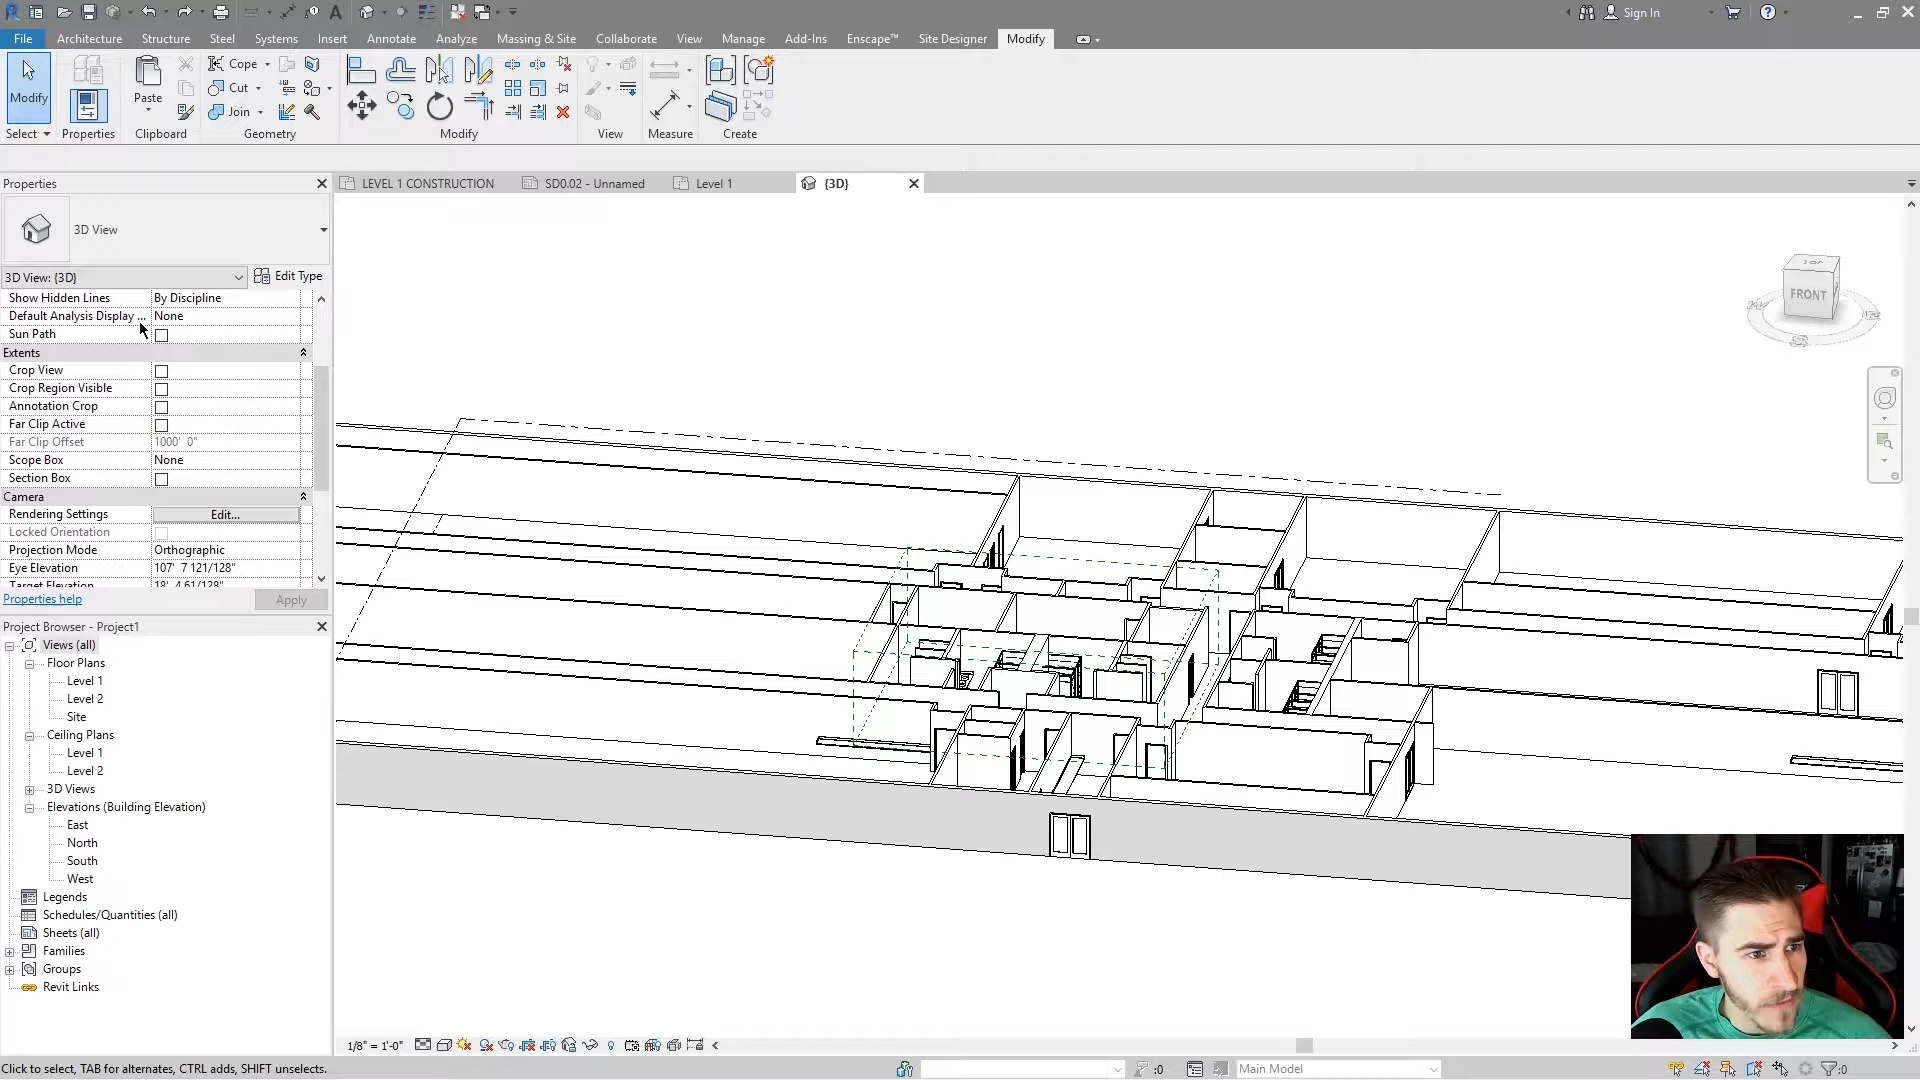 Sign In
File Architecture Structure Steel Systems Insert Annotate Analyze Massing & Site Collaborate View Manage Add-Ins Enscape™ Site Designer Modify
Modify
Paste
Cope
Cut
Join
Select Properties Clipboard Geometry Modify View Measure Create
Properties
LEVEL 1 CONSTRUCTION
SD0.02 - Unnamed
Level 1
{3D}
3D View
3D View: {3D}
Edit Type
Show Hidden Lines By Discipline
Default Analysis Display ... None
Sun Path
Extents
Crop View
Crop Region Visible
Annotation Crop
Far Clip Active
Far Clip Offset 1000' 0"
Scope Box None
Section Box
Camera
Rendering Settings Edit...
Locked Orientation
Projection Mode Orthographic
Eye Elevation 107' 7 121/128"
Target Elevation 18' 4 61/128"
Properties help
Apply
Project Browser - Project1
Views (all)
Floor Plans
Level 1
Level 2
Site
Ceiling Plans
Level 1
Level 2
3D Views
Elevations (Building Elevation)
East
North
South
West
Legends
Schedules/Quantities (all)
Sheets (all)
Families
Groups
Revit Links
TOP
FRONT
1/8" = 1'-0"
Click to select, TAB for alternates, CTRL adds, SHIFT unselects.
:0
Main Model
:0